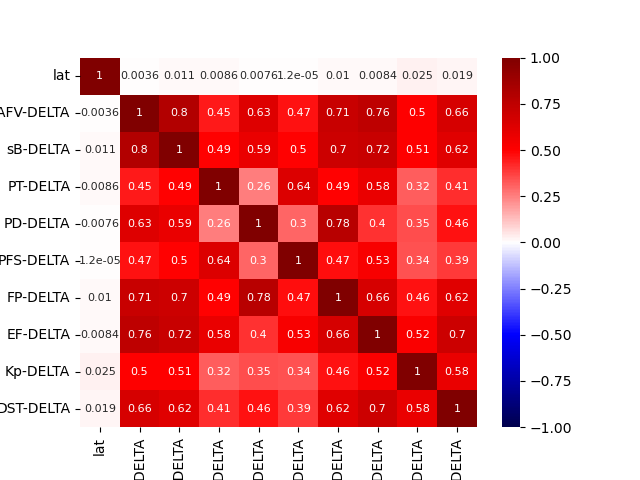 lat 1 0.0036 0.011 0.0086 0.0076 1.2e-05 0.01 0.0084 0.025 0.019 1.00
AFV-DELTA 0.0036 1 0.8 0.45 0.63 0.47 0.71 0.76 0.5 0.66 0.75
sB-DELTA 0.011 0.8 1 0.49 0.59 0.5 0.7 0.72 0.51 0.62 0.50
PT-DELTA 0.0086 0.45 0.49 1 0.26 0.64 0.49 0.58 0.32 0.41 0.25
PD-DELTA 0.0076 0.63 0.59 0.26 1 0.3 0.78 0.4 0.35 0.46 0.00
PFS-DELTA 1.2e-05 0.47 0.5 0.64 0.3 1 0.47 0.53 0.34 0.39 −0.25
FP-DELTA 0.01 0.71 0.7 0.49 0.78 0.47 1 0.66 0.46 0.62 −0.50
EF-DELTA 0.0084 0.76 0.72 0.58 0.4 0.53 0.66 1 0.52 0.7
Kp-DELTA 0.025 0.5 0.51 0.32 0.35 0.34 0.46 0.52 1 0.58 −0.75
DST-DELTA 0.019 0.66 0.62 0.41 0.46 0.39 0.62 0.7 0.58 1 −1.00
lat DELTA DELTA DELTA DELTA DELTA DELTA DELTA DELTA DELTA